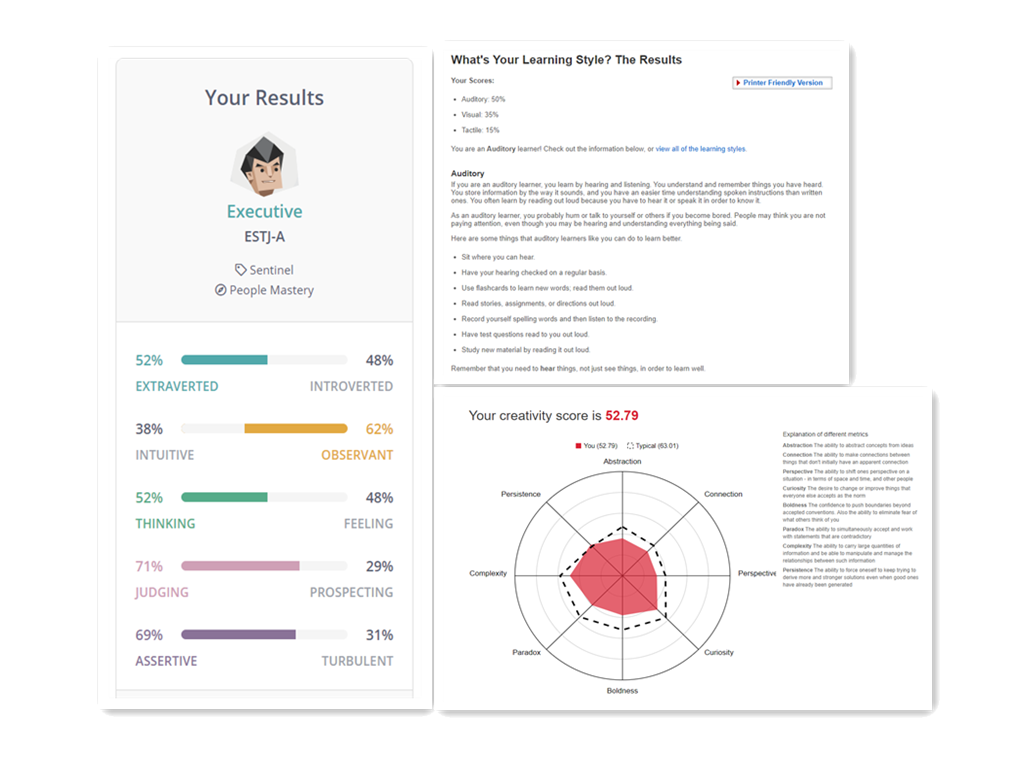 Your Results
Executive
ESTJ-A
Sentinel
People Mastery
52% 48%
EXTRAVERTED INTROVERTED
38% 62%
INTUITIVE OBSERVANT
52% 48%
THINKING FEELING
71% 29%
JUDGING PROSPECTING
69% 31%
ASSERTIVE TURBULENT
What's Your Learning Style? The Results
Your Scores:
Printer Friendly Version
• Auditory: 50%
• Visual: 35%
• Tactile: 15%
You are an Auditory learner! Check out the information below, or view all of the learning styles.
Auditory
If you are an auditory learner, you learn by hearing and listening. You understand and remember things you have heard.
You store information by the way it sounds, and you have an easier time understanding spoken instructions than written
ones. You often learn by reading out loud because you have to hear it or speak it in order to know it.
As an auditory learner, you probably hum or talk to yourself or others if you become bored. People may think you are not
paying attention, even though you may be hearing and understanding everything being said.
Here are some things that auditory learners like you can do to learn better.
• Sit where you can hear.
• Have your hearing checked on a regular basis.
• Use flashcards to learn new words; read them out loud.
• Read stories, assignments, or directions out loud.
• Record yourself spelling words and then listen to the recording.
• Have test questions read to you out loud.
• Study new material by reading it out loud.
Remember that you need to hear things, not just see things, in order to learn well.
Your creativity score is 52.79
You (52.79) Typical (63.01)
Abstraction
Persistence
Connection
Complexity
Perspective
Paradox
Curiosity
Boldness
Explanation of different metrics
Abstraction The ability to abstract concepts from ideas
Connection The ability to make connections between
things that don't initially have an apparent connection
Perspective The ability to shift ones perspective on a
situation - in terms of space and time, and other people
Curiosity The desire to change or improve things that
everyone else accepts as the norm
Boldness The confidence to push boundaries beyond
accepted conventions. Also the ability to eliminate fear of
what others think of you
Paradox The ability to simultaneously accept and work
with statements that are contradictory
Complexity The ability to carry large quantities of
information and be able to manipulate and manage the
relationships between such information
Persistence The ability to force oneself to keep trying to
derive more and stronger solutions even when good ones
have already been generated